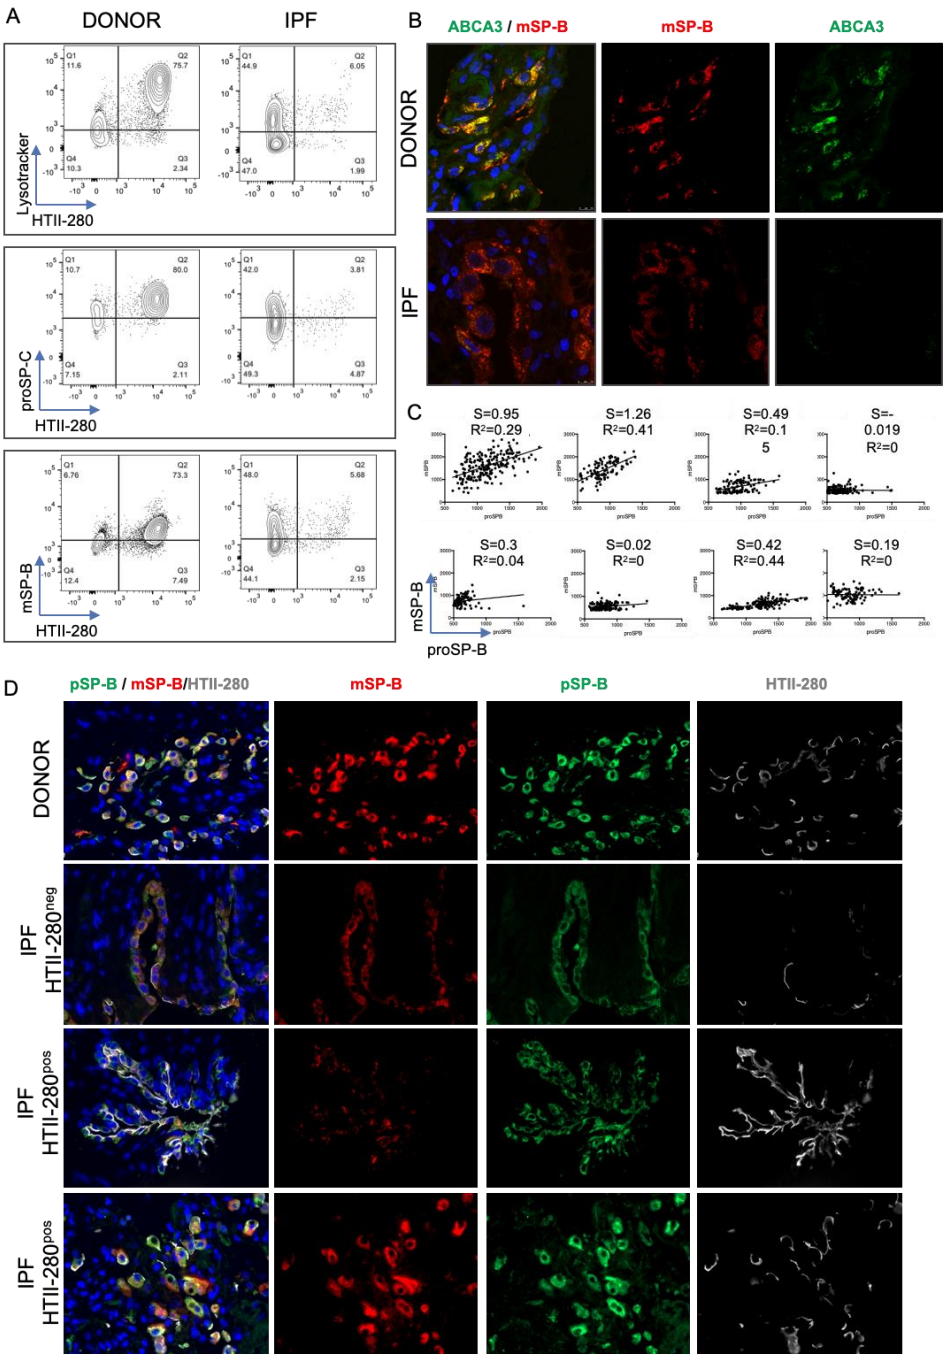 A
DONOR
IPF
Q1
11.6
Q2
75.7
Q4
10.3
Q3
2.34
Q1
44.9
Q2
6.05
Q4
47.0
Q3
1.99
Lysotracker
HTII-280
Q1
10.7
Q2
80.0
Q4
7.15
Q3
2.11
Q1
42.0
Q2
3.81
Q4
49.3
Q3
4.87
proSP-C
HTII-280
Q1
6.76
Q2
73.3
Q4
12.4
Q3
7.49
Q1
48.0
Q2
5.68
Q4
44.1
Q3
2.15
mSP-B
HTII-280
B
ABCA3 / mSP-B
mSP-B
ABCA3
DONOR
IPF
C
S=0.95
R²=0.29
S=1.26
R²=0.41
S=0.49
R²=0.1
5
S=-
0.019
R²=0
S=0.3
R²=0.04
S=0.02
R²=0
S=0.42
R²=0.44
S=0.19
R²=0
mSP-B
proSP-B
D
pSP-B / mSP-B/HTII-280
mSP-B
pSP-B
HTII-280
DONOR
IPF
HTII-280neg
IPF
HTII-280pos
IPF
HTII-280pos